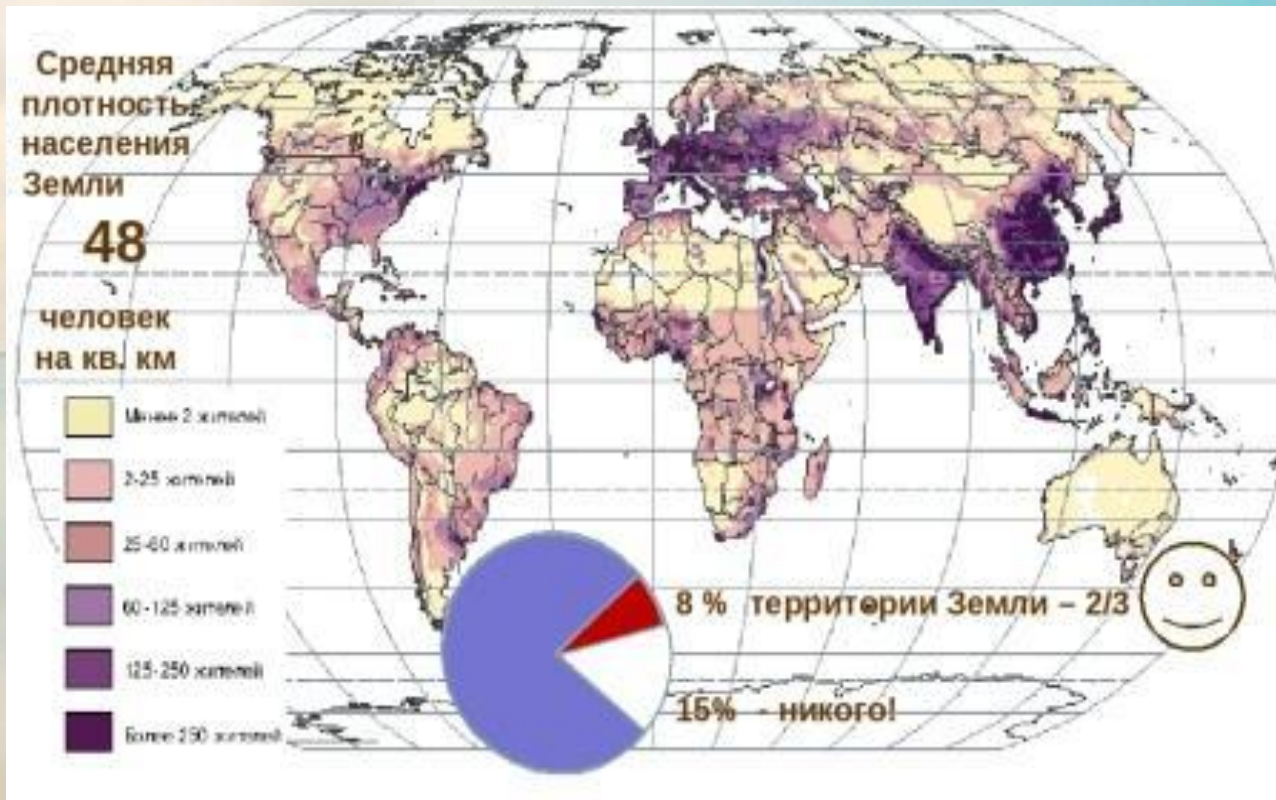 Средняя
плотность
населения
Земли
48
человек
на кв. км
Менее 2 жителей
2-25 жителей
25-60 жителей
60-125 жителей
125-250 жителей
Более 250 жителей
8 % территории Земли – 2/3
15% - никого!